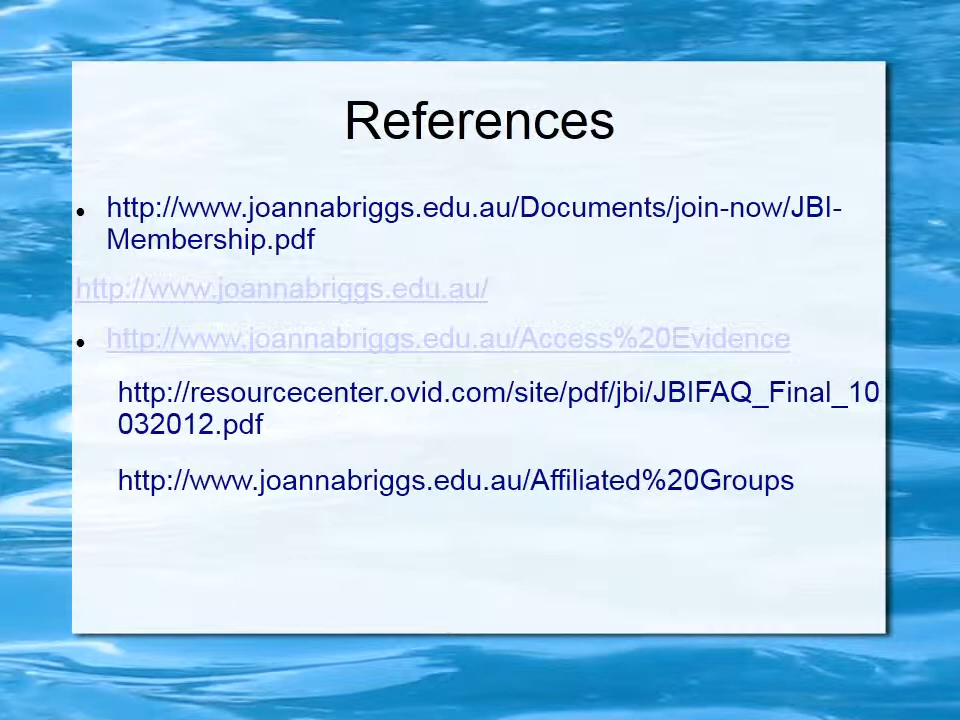 References
http://www.joannabriggs.edu.au/Documents/join-now/JBI-
Membership.pdf
http://www.joannabriggs.edu.au/
http://www.joannabriggs.edu.au/Access%20Evidence
http://resourcecenter.ovid.com/site/pdf/jbi/JBIFAQ_Final_10
032012.pdf
http://www.joannabriggs.edu.au/Affiliated%20Groups